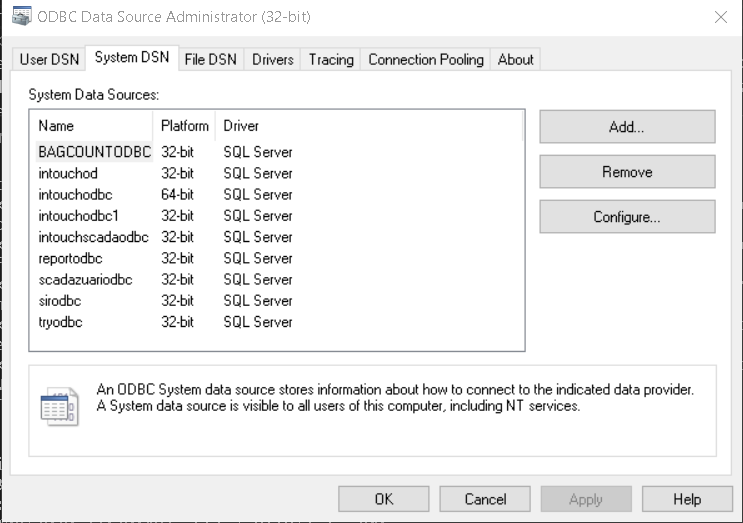 ODBC Data Source Administrator (32-bit)
User DSN System DSN File DSN Drivers Tracing Connection Pooling About
System Data Sources:
Name Platform Driver
BAGCOUNTODBC 32-bit SQL Server
intouchod 32-bit SQL Server
intouchodbc 64-bit SQL Server
intouchodbc1 32-bit SQL Server
intouchscadaodbc 32-bit SQL Server
reportodbc 32-bit SQL Server
scadazuariodbc 32-bit SQL Server
sirodbc 32-bit SQL Server
tryodbc 32-bit SQL Server
Add...
Remove
Configure...
An ODBC System data source stores information about how to connect to the indicated data provider.
A System data source is visible to all users of this computer, including NT services.
OK Cancel Apply Help